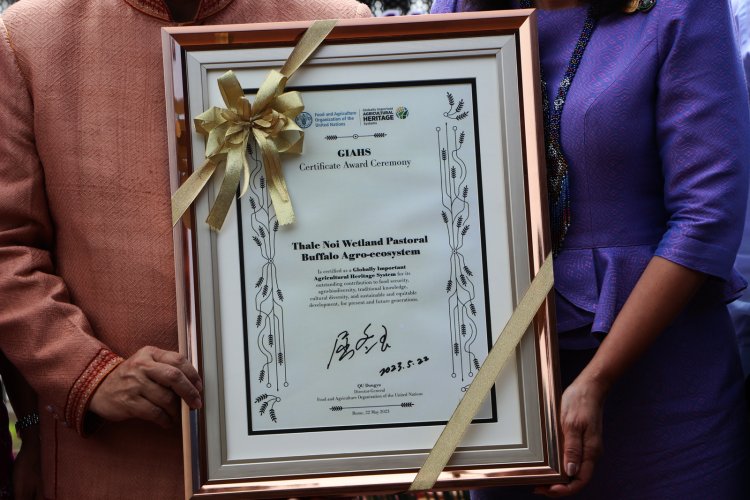 Food and Agriculture
Organization of the
United Nations
Globally Important
AGRICULTURAL
HERITAGE
Systems
GIAHS
Certificate Award Ceremony
Thale Noi Wetland Pastoral
Buffalo Agro-ecosystem
Is certified as a Globally Important
Agricultural Heritage System for its
outstanding contribution to food security,
agro-biodiversity, traditional knowledge,
cultural diversity, and sustainable and equitable
development, for present and future generations.
2023.5.22
QU Dongyu
Director-General
Food and Agriculture Organization of the United Nations
Rome, 22 May 2023